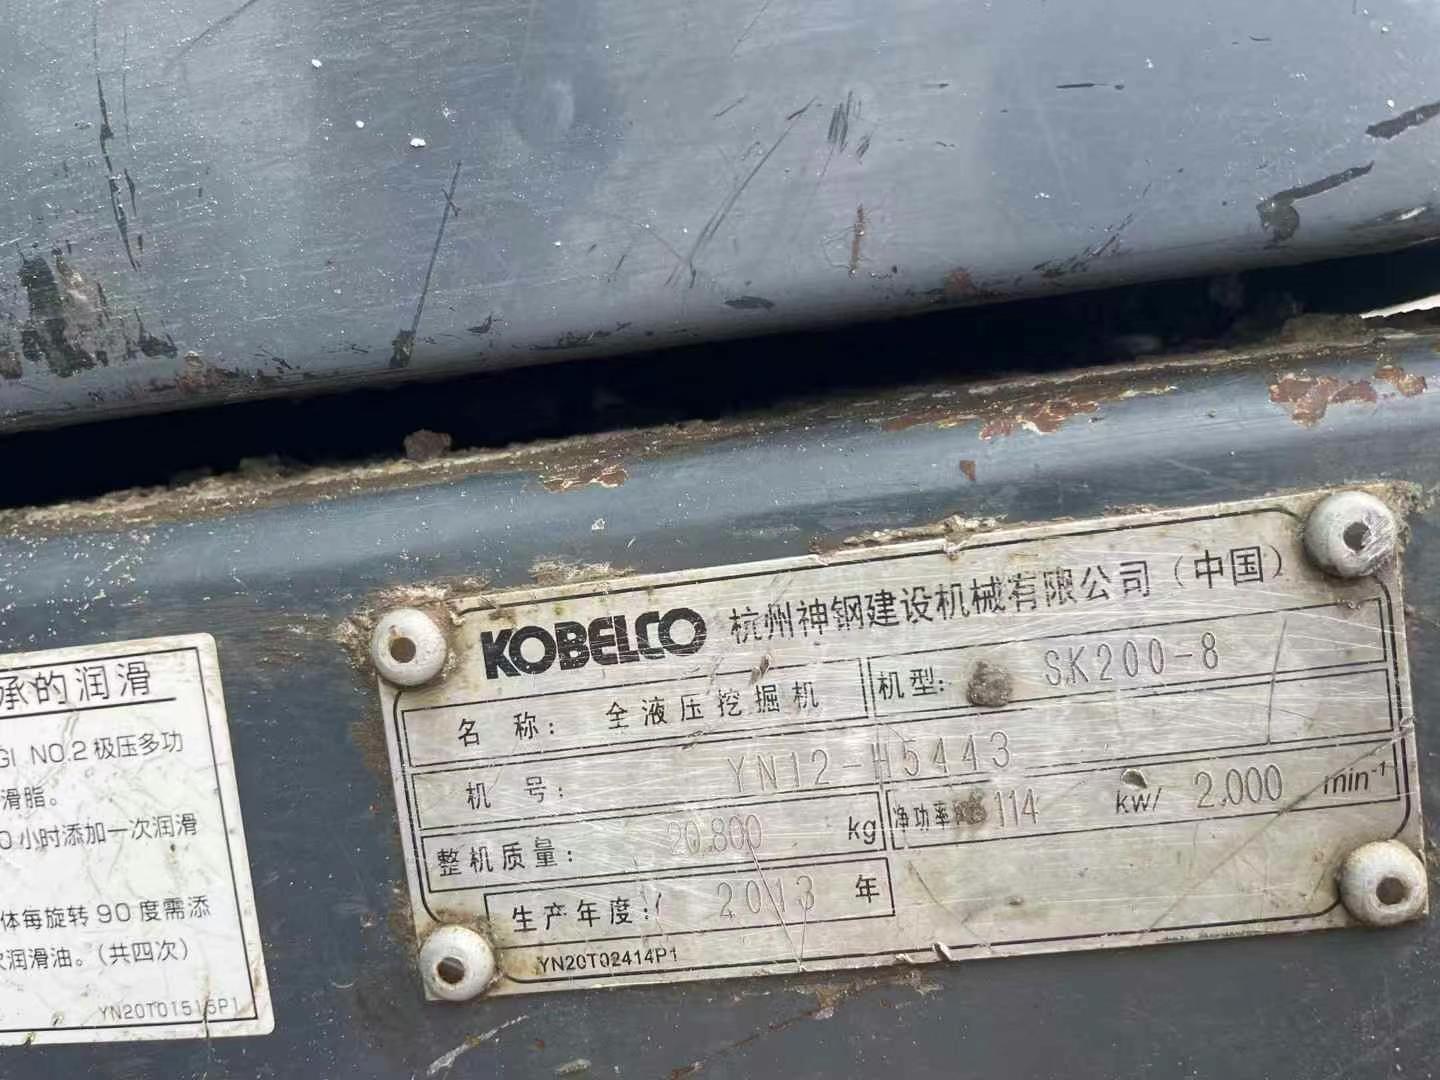 KOBELCO 杭州神钢建设机械有限公司（中国）
名称： 全液压挖掘机 机型: SK200-8
机号： YN12-H5443
整机质量： 20,800 kg 净功率 114 kw/ 2,000 min-1
生产年度: 2013 年
YN20T02414P1
承的润滑
GI NO.2 极压多功
滑脂。
0 小时添加一次润滑
体每旋转 90 度需添
润滑油。(共四次)
YN20T01515P1